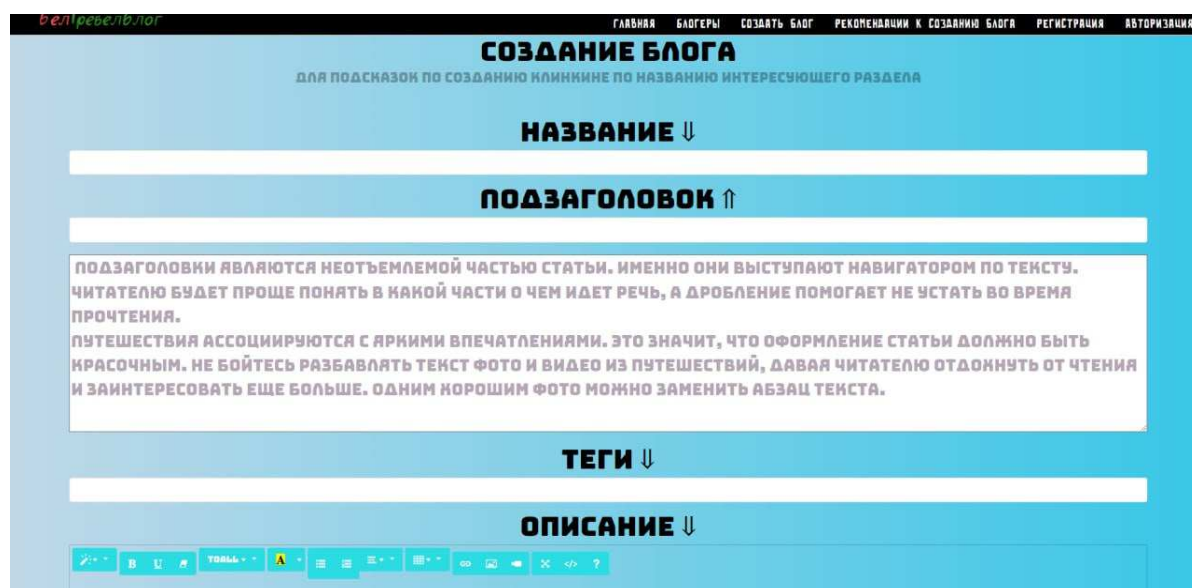 БелТревелБлог
ГЛАВНАЯ БЛОГЕРЫ СОЗДАТЬ БЛОГ РЕКОМЕНДАЦИИ К СОЗДАНИЮ БЛОГА РЕГИСТРАЦИЯ АВТОРИЗАЦИЯ
СОЗДАНИЕ БЛОГА
ДЛЯ ПОДСКАЗОК ПО СОЗДАНИЮ КЛИНКИНЕ ПО НАЗВАНИЮ ИНТЕРЕСУЮЩЕГО РАЗДЕЛА
НАЗВАНИЕ ⇓
ПОДЗАГОЛОВОК ⇑
ПОДЗАГОЛОВКИ ЯВЛЯЮТСЯ НЕОТЪЕМЛЕМОЙ ЧАСТЬЮ СТАТЬИ. ИМЕННО ОНИ ВЫСТУПАЮТ НАВИГАТОРОМ ПО ТЕКСТУ.
ЧИТАТЕЛЮ БУДЕТ ПРОЩЕ ПОНЯТЬ В КАКОЙ ЧАСТИ О ЧЕМ ИДЕТ РЕЧЬ, А ДРОБЛЕНИЕ ПОМОГАЕТ НЕ УСТАТЬ ВО ВРЕМЯ
ПРОЧТЕНИЯ.
ПУТЕШЕСТВИЯ АССОЦИИРУЮТСЯ С ЯРКИМИ ВПЕЧАТЛЕНИЯМИ. ЭТО ЗНАЧИТ, ЧТО ОФОРМЛЕНИЕ СТАТЬИ ДОЛЖНО БЫТЬ
КРАСОЧНЫМ. НЕ БОЙТЕСЬ РАЗБАВЛЯТЬ ТЕКСТ ФОТО И ВИДЕО ИЗ ПУТЕШЕСТВИЙ, ДАВАЯ ЧИТАТЕЛЮ ОТДОХНУТЬ ОТ ЧТЕНИЯ
И ЗАИНТЕРЕСОВАТЬ ЕЩЕ БОЛЬШЕ. ОДНИМ ХОРОШИМ ФОТО МОЖНО ЗАМЕНИТЬ АБЗАЦ ТЕКСТА.
ТЕГИ ⇓
ОПИСАНИЕ ⇓
B U A ?